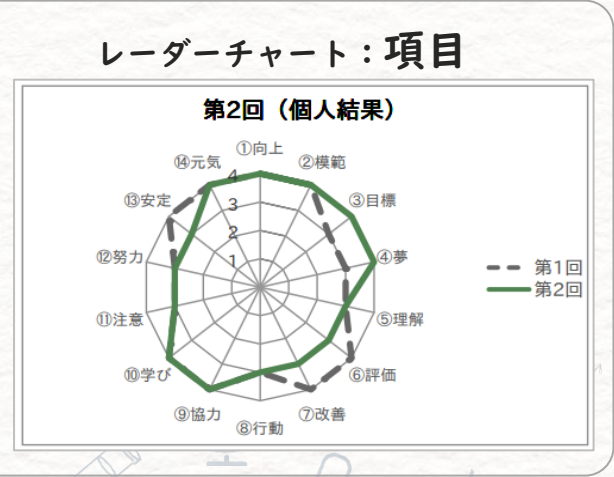 レーダーチャート：項目
第2回（個人結果）
①向上
⑭元気
②模範
4
⑬安定
③目標
3
2
⑫努力
④夢
1
第1回
第2回
⑪注意
⑤理解
⑩学び
⑥評価
⑨協力
⑦改善
⑧行動